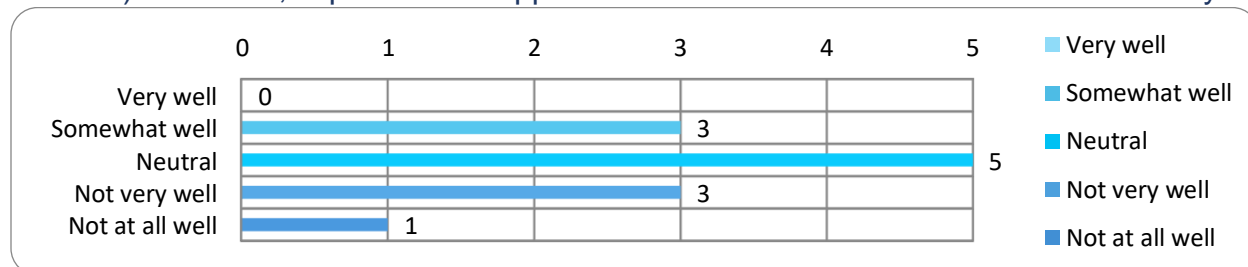 0 1 2 3 4 5
Very well 0
Somewhat well 3
Neutral 5
Not very well 3
Not at all well 1
Very well
Somewhat well
Neutral
Not very well
Not at all well